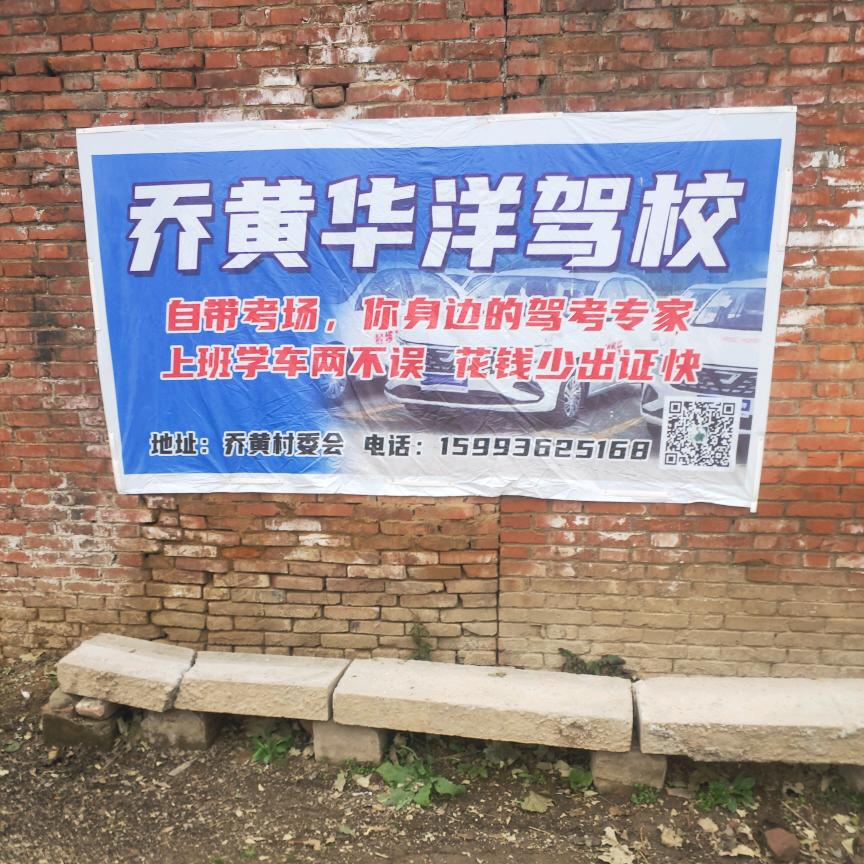 乔黄华洋驾校
自带考场，你身边的驾考专家
上班学车两不误 花钱少出证快
地址：乔黄村委会 电话：15993625168